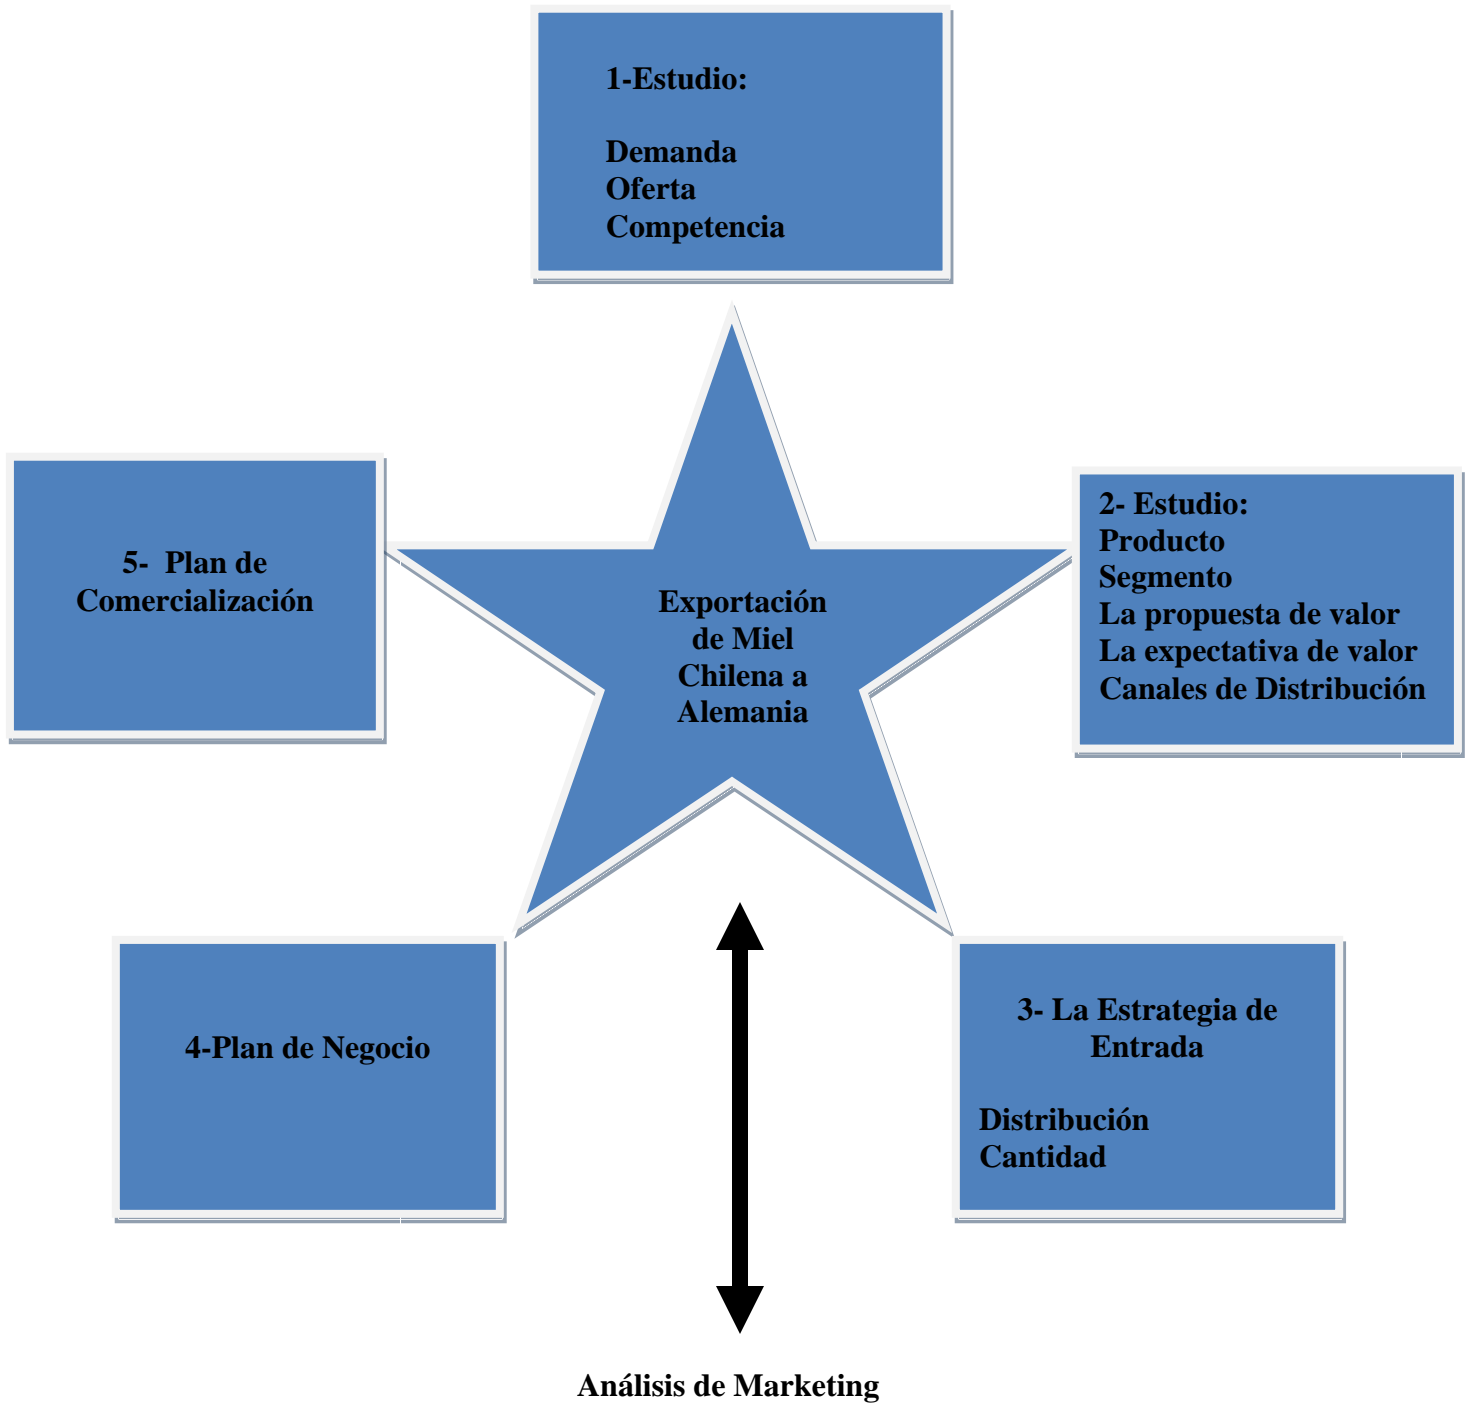 1-Estudio:
Demanda
Oferta
Competencia
2- Estudio:
Producto
Segmento
La propuesta de valor
La expectativa de valor
Canales de Distribución
5- Plan de
Comercialización
Exportación
de Miel
Chilena a
Alemania
4-Plan de Negocio
3- La Estrategia de
Entrada
Distribución
Cantidad
Análisis de Marketing